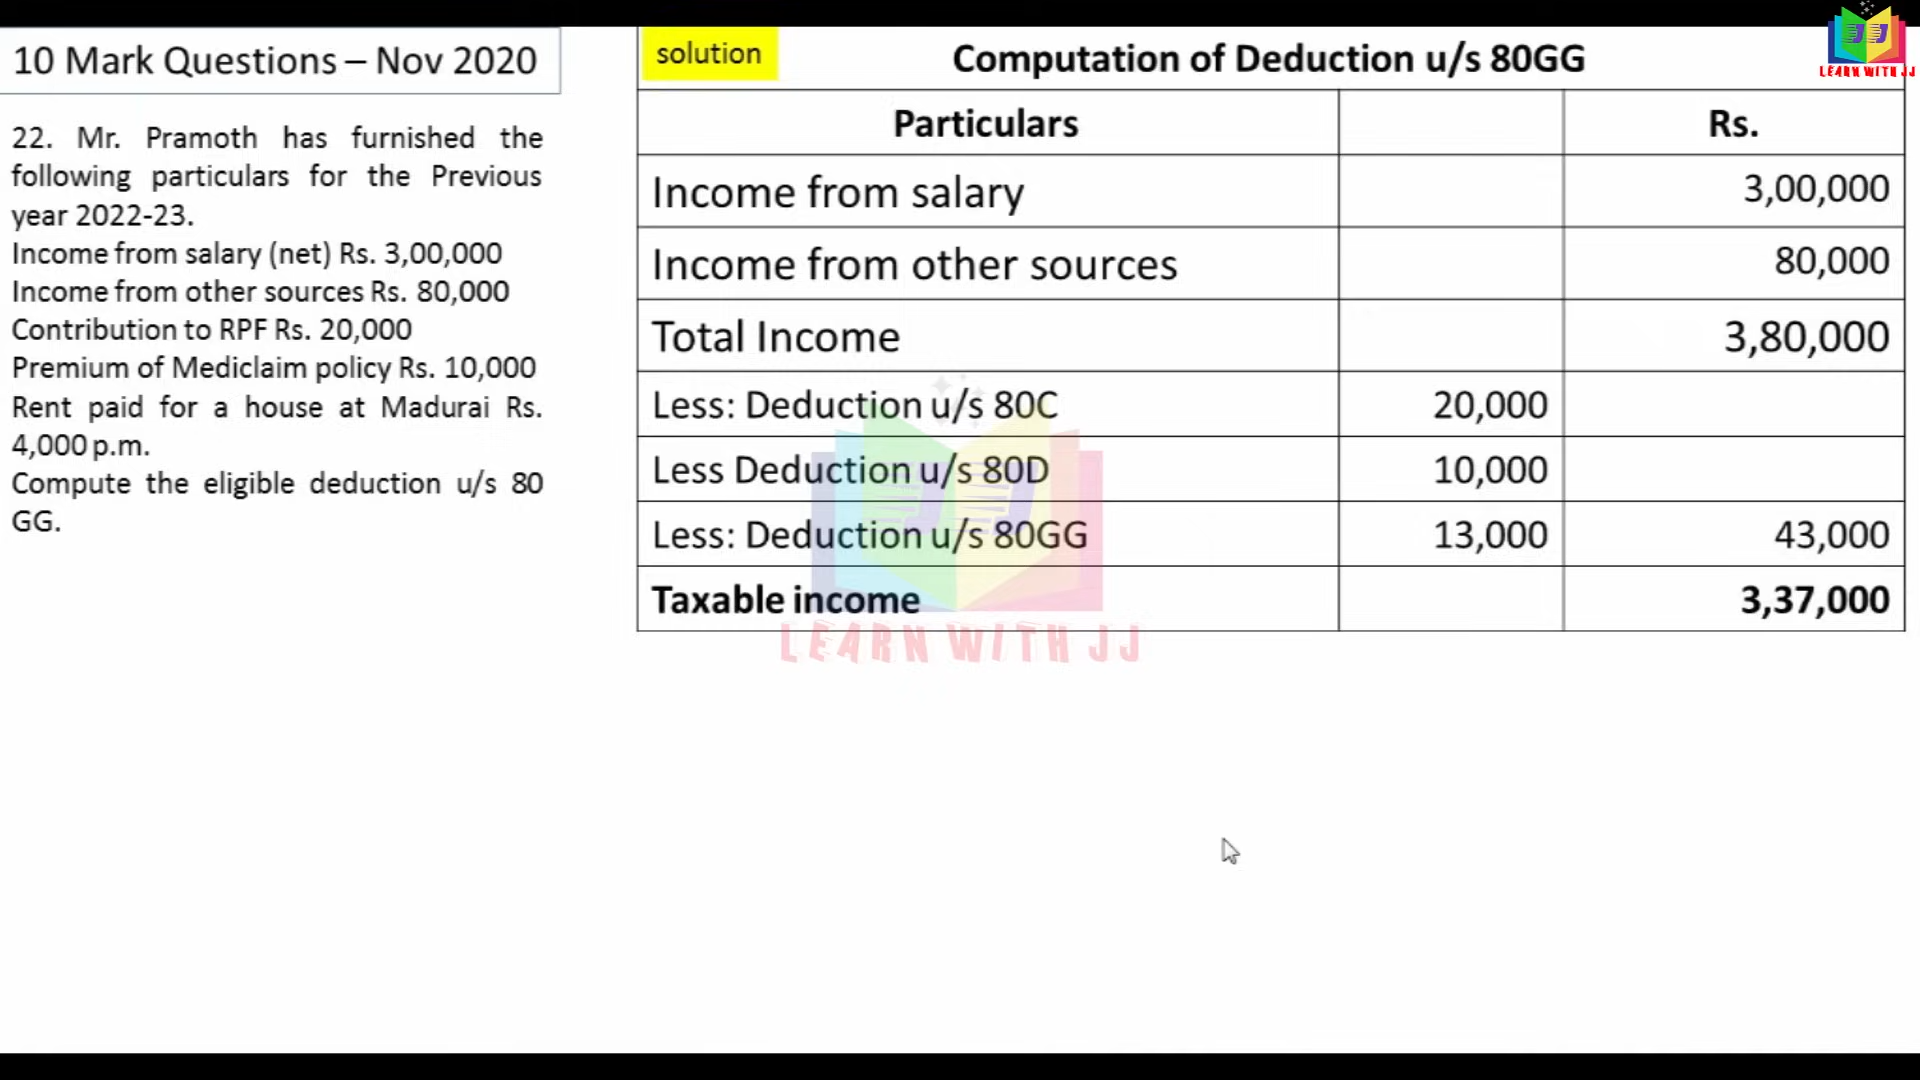 10 Mark Questions – Nov 2020
22. Mr. Pramoth has furnished the
following particulars for the Previous
year 2022-23.
Income from salary (net) Rs. 3,00,000
Income from other sources Rs. 80,000
Contribution to RPF Rs. 20,000
Premium of Mediclaim policy Rs. 10,000
Rent paid for a house at Madurai Rs.
4,000 p.m.
Compute the eligible deduction u/s 80
GG.
solution
Computation of Deduction u/s 80GG
Particulars Rs.
Income from salary 3,00,000
Income from other sources 80,000
Total Income 3,80,000
Less: Deduction u/s 80C 20,000
Less Deduction u/s 80D 10,000
Less: Deduction u/s 80GG 13,000 43,000
Taxable income 3,37,000
LEARN WITH JJ
JJ
LEARN WITH JJ